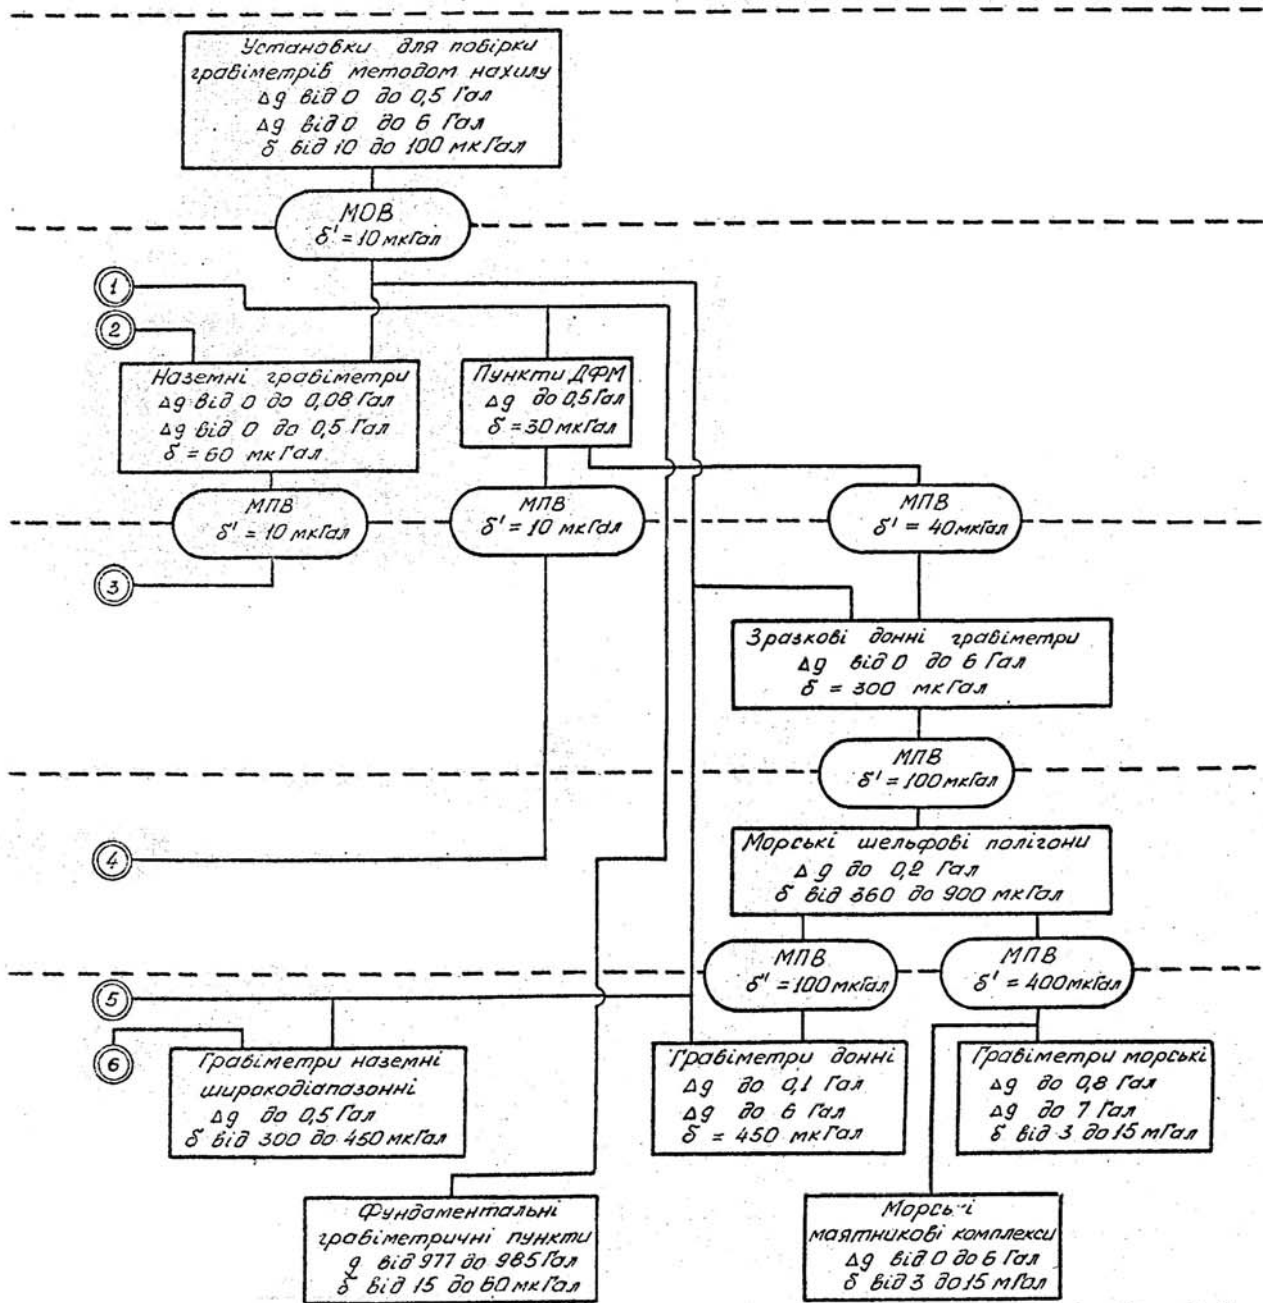 Установки для повірки
гравіметрів методом нахилу
Δg від 0 до 0,5 Гал
Δg від 0 до 6 Гал
δ від 10 до 100 мкГал
МОВ
δ' = 10 мкГал
1
2
Наземні гравіметри
Δg від 0 до 0,08 Гал
Δg від 0 до 0,5 Гал
δ = 60 мкГал
Пункти ДФМ
Δg до 0,5 Гал
δ = 30 мкГал
МПВ
δ' = 10 мкГал
МПВ
δ' = 10 мкГал
МПВ
δ' = 40 мкГал
3
Зразкові донні гравіметри
Δg від 0 до 6 Гал
δ = 300 мкГал
МПВ
δ' = 100 мкГал
4
Морські шельфові полігони
Δg до 0,2 Гал
δ від 360 до 900 мкГал
МПВ
δ' = 100 мкГал
МПВ
δ' = 400 мкГал
5
6
Гравіметри наземні
широкодіапазонні
Δg до 0,5 Гал
δ від 300 до 450 мкГал
Гравіметри донні
Δg до 0,1 Гал
Δg до 6 Гал
δ = 450 мкГал
Гравіметри морські
Δg до 0,8 Гал
Δg до 7 Гал
δ від 3 до 15 мГал
Фундаментальні
гравіметричні пункти
g від 977 до 985 Гал
δ від 15 до 60 мкГал
Морські
маятникові комплекси
Δg від 0 до 6 Гал
δ від 3 до 15 мГал